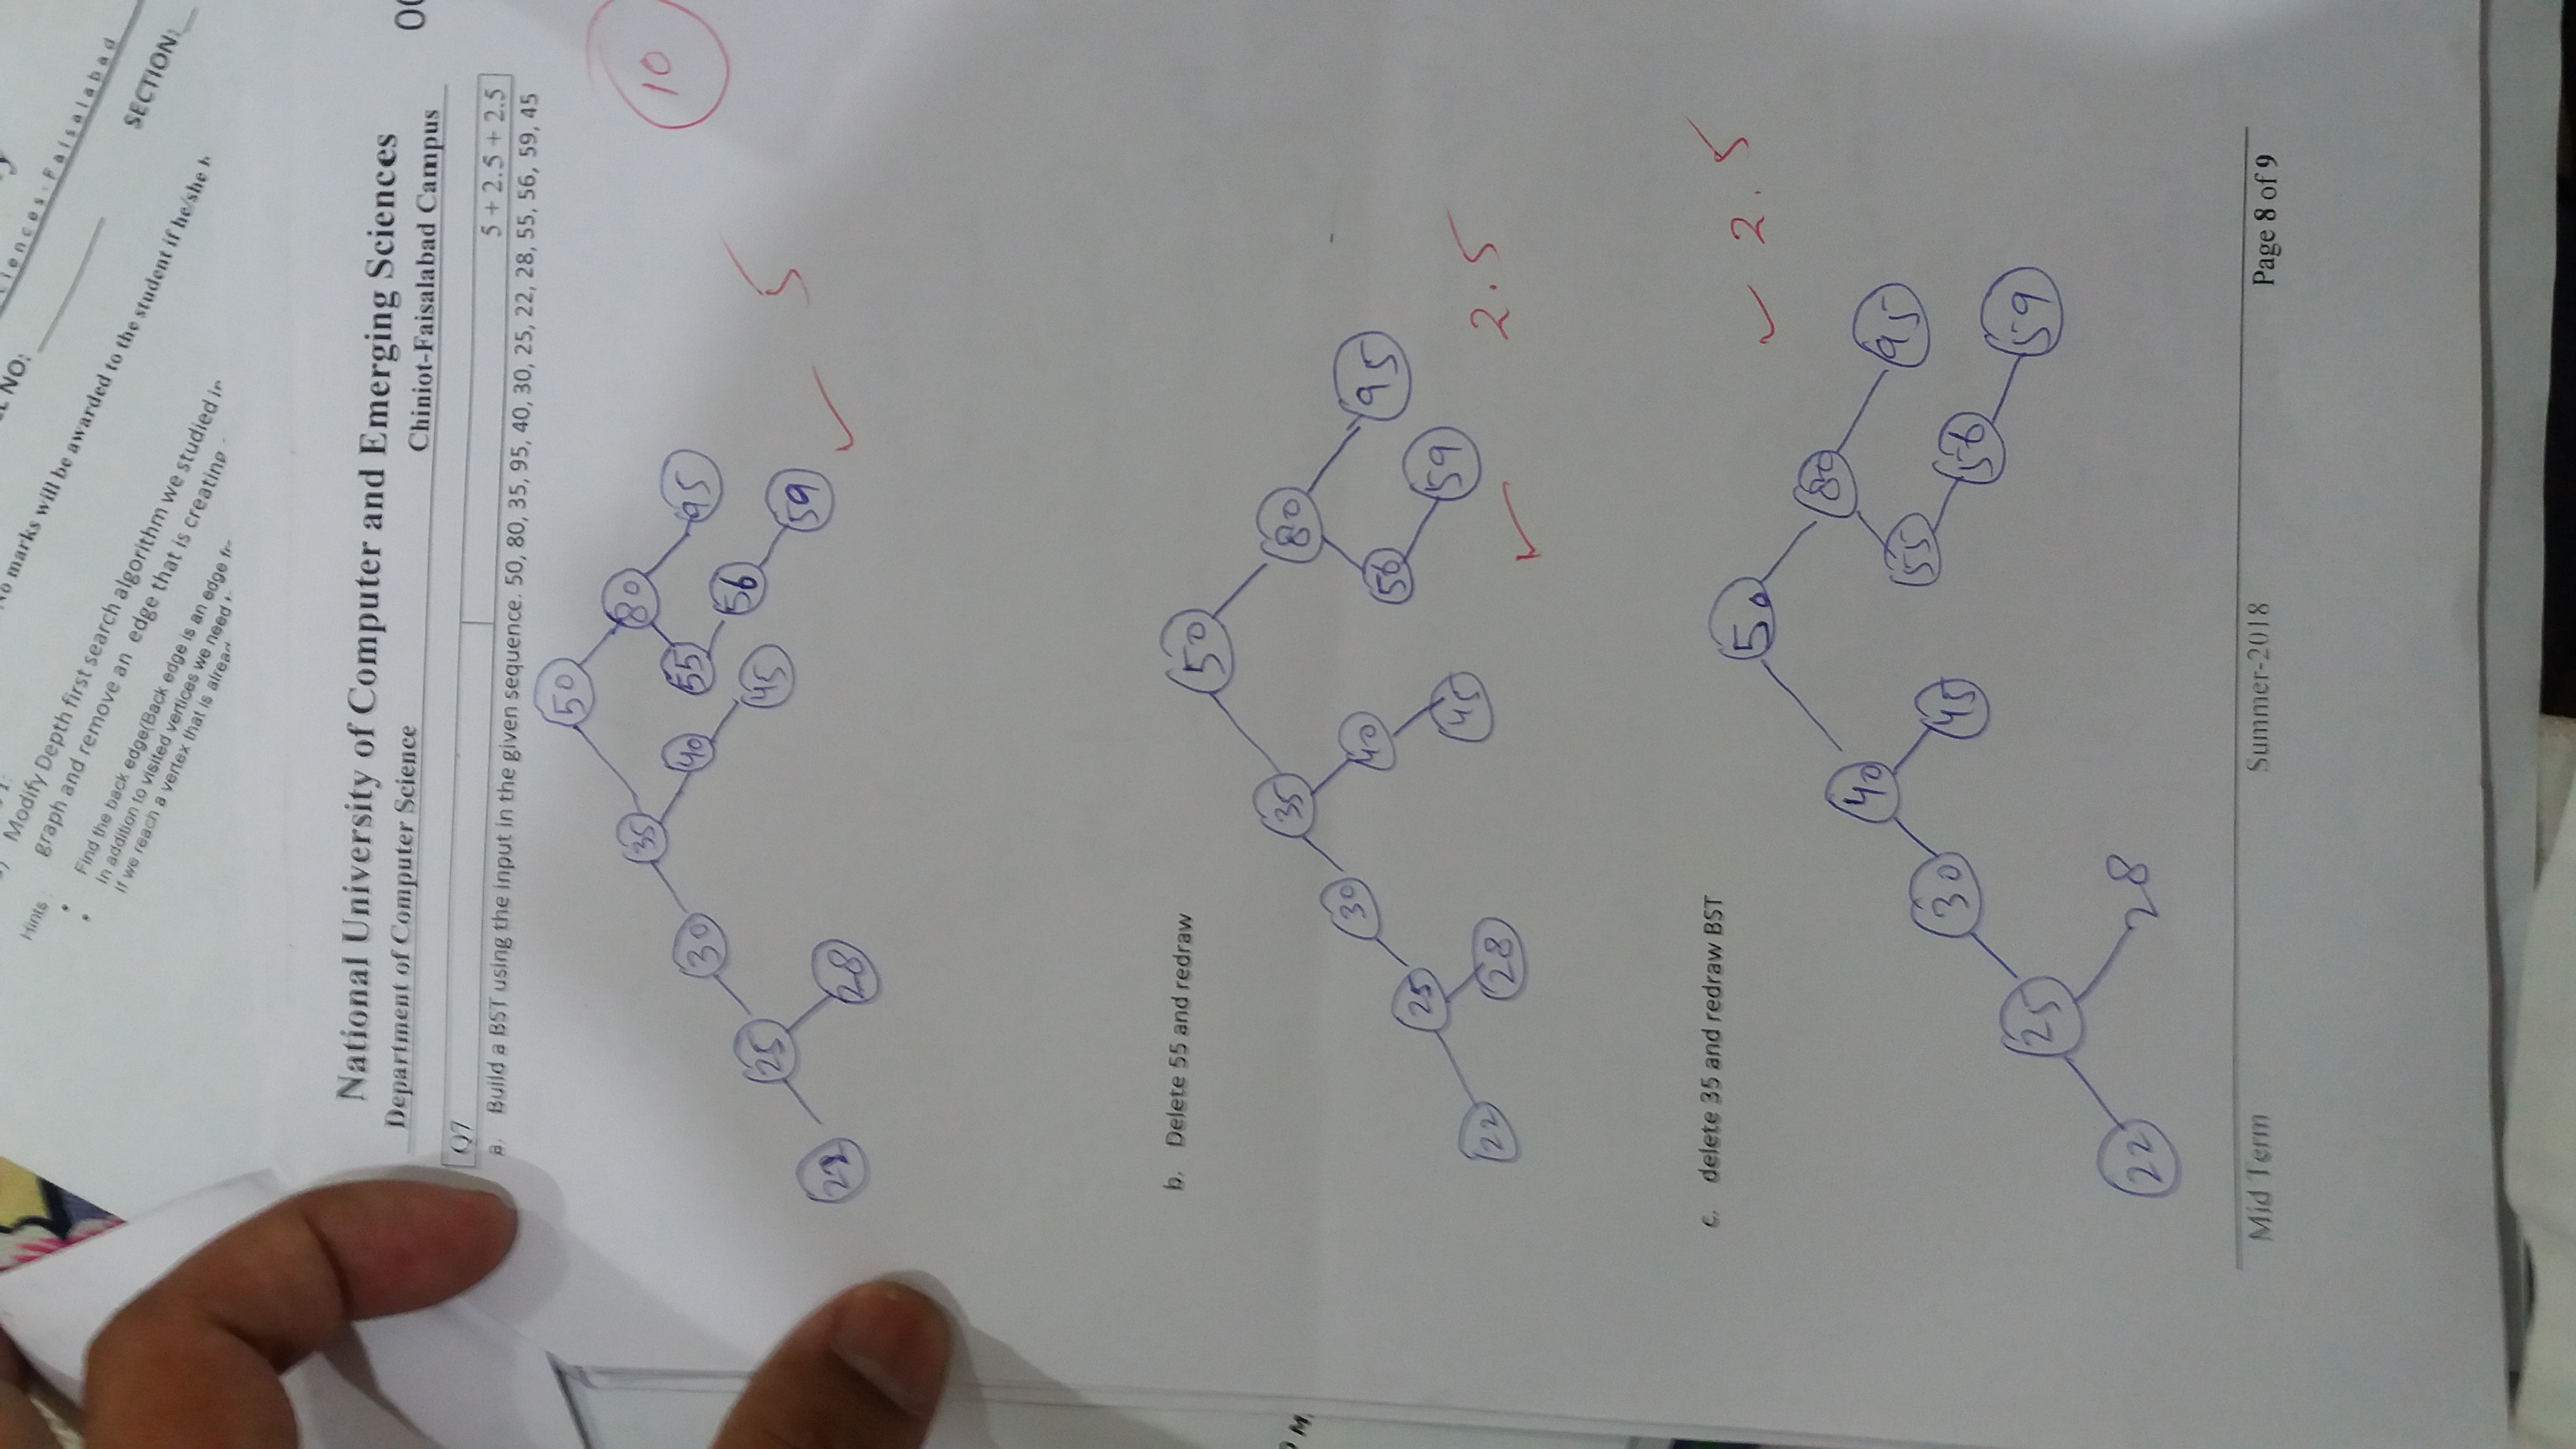 NO:
SECTION:
iences-Faisalabad
No marks will be awarded to the student if he/she
Modify Depth first search algorithm we studied in
graph and remove an edge that is creating
Hints
Find the back edge(Back edge is an edge
In addition to visited vertices we need
If we reach a vertex that is
National University of Computer and Emerging Sciences
Department of Computer Science Chiniot-Faisalabad Campus
Q7 5 + 2.5 + 2.5
a. Build a BST using the input in the given sequence. 50, 80, 35, 95, 40, 30, 25, 22, 28, 55, 56, 59, 45
50
35 80
10
30 40 55 95
25 45 56 5
22 28 59
b. Delete 55 and redraw
50
35 80
30 40 56 95
25 45 59
22 28 2.5
c. delete 35 and redraw BST
50 2.5
40 80
30 45 55 95
25 56 59
22 28
Mid Term Summer-2018 Page 8 of 9